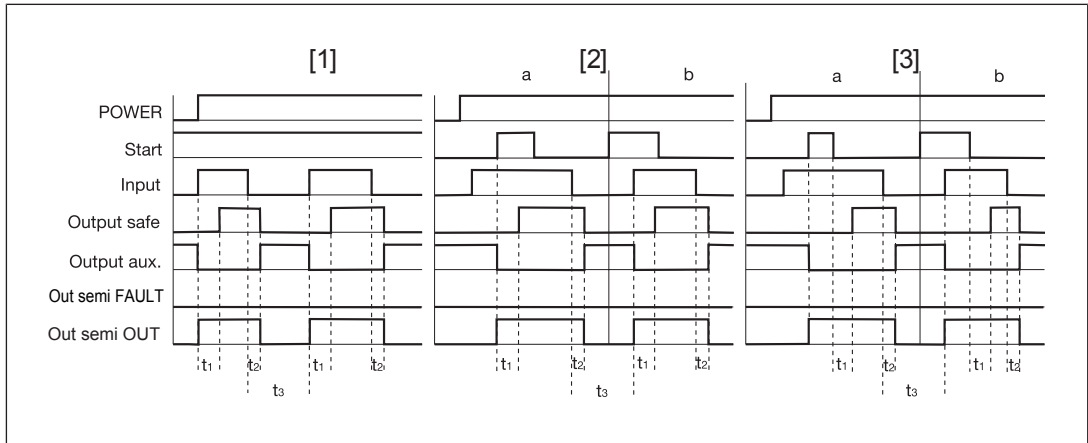 [1] [2] [3]
a b a b
POWER
Start
Input
Output safe
Output aux.
Out semi FAULT
Out semi OUT
t1 t2 t1 t2 t1 t2 t1 t2 t1 t2 t1 t2
t3 t3 t3